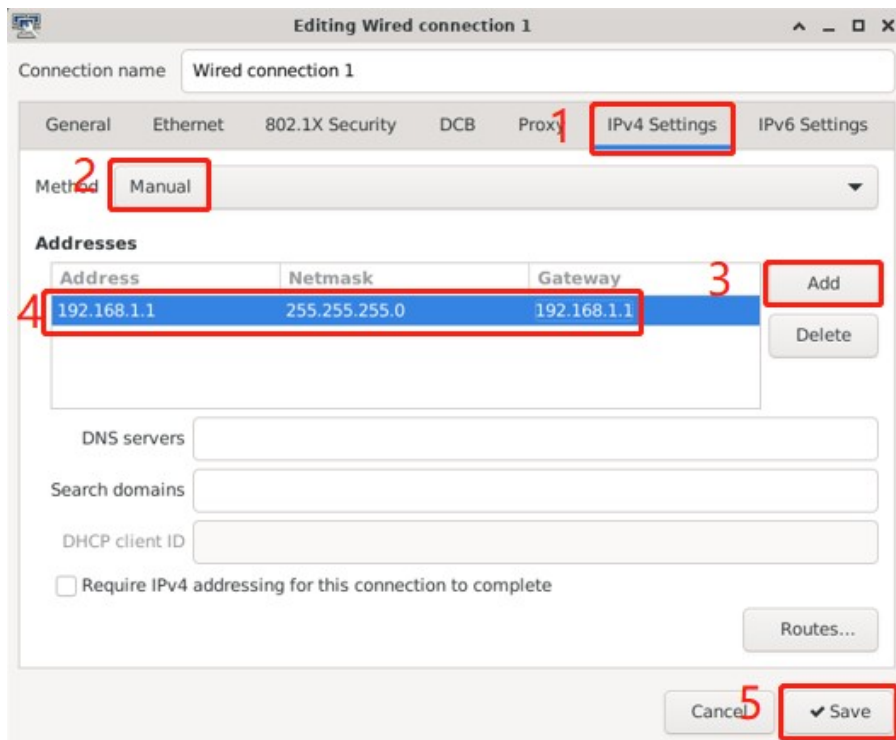 Editing Wired connection 1
Connection name Wired connection 1
General Ethernet 802.1X Security DCB Proxy 1 IPv4 Settings IPv6 Settings
2
Method Manual
Addresses
Address Netmask Gateway
3 Add
4 192.168.1.1 255.255.255.0 192.168.1.1
Delete
DNS servers
Search domains
DHCP client ID
Require IPv4 addressing for this connection to complete
Routes...
Cancel 5 Save